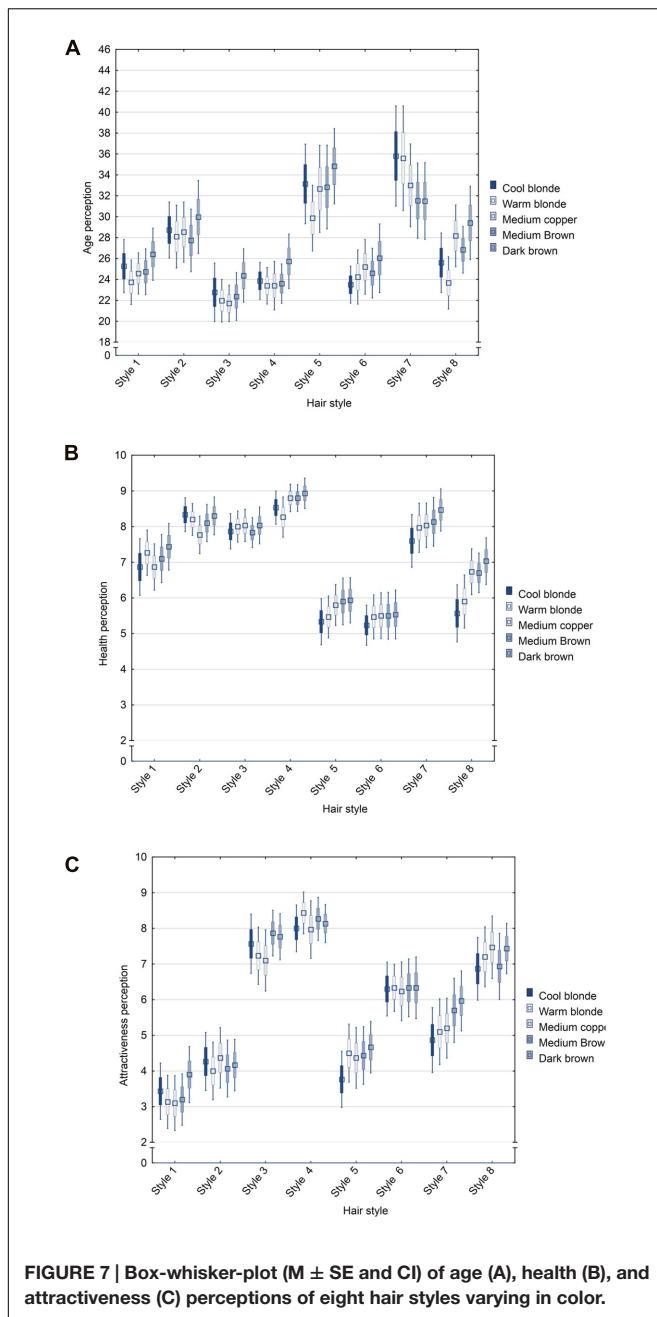 A
46
44
42
40
38
36
34
32
30
28
26
24
22
20
18
0
Age perception
Style 1
Style 2
Style 3
Style 4
Style 5
Style 6
Style 7
Style 8
Hair style
Cool blonde
Warm blonde
Medium copper
Medium Brown
Dark brown
B
10
9
8
7
6
5
4
3
2
0
Health perception
Style 1
Style 2
Style 3
Style 4
Style 5
Style 6
Style 7
Style 8
Hair style
Cool blonde
Warm blonde
Medium copper
Medium Brown
Dark brown
C
10
9
8
7
6
5
4
3
2
0
Attractiveness perception
Style 1
Style 2
Style 3
Style 4
Style 5
Style 6
Style 7
Style 8
Hair style
Cool blonde
Warm blonde
Medium coppe
Medium Brow
Dark brown
FIGURE 7 | Box-whisker-plot (M ± SE and CI) of age (A), health (B), and
attractiveness (C) perceptions of eight hair styles varying in color.